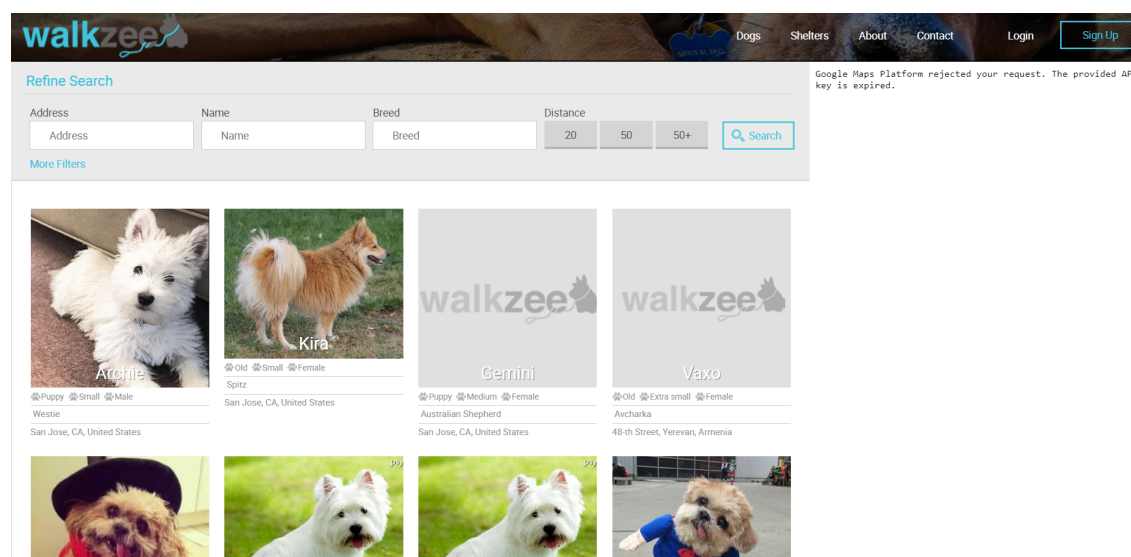 walkzee
Dogs Shelters About Contact Login Sign Up
Refine Search
Google Maps Platform rejected your request. The provided AP
key is expired.
Address Name Breed Distance
Address Name Breed 20 50 50+ Search
More Filters
walkzee walkzee
Archie Kira Gemini Vaxo
Old Small Female
Spitz
San Jose, CA, United States
Puppy Small Male
Westie
San Jose, CA, United States
Puppy Medium Female
Australian Shepherd
San Jose, CA, United States
Old Extra small Female
Avcharka
48-th Street, Yerevan, Armenia